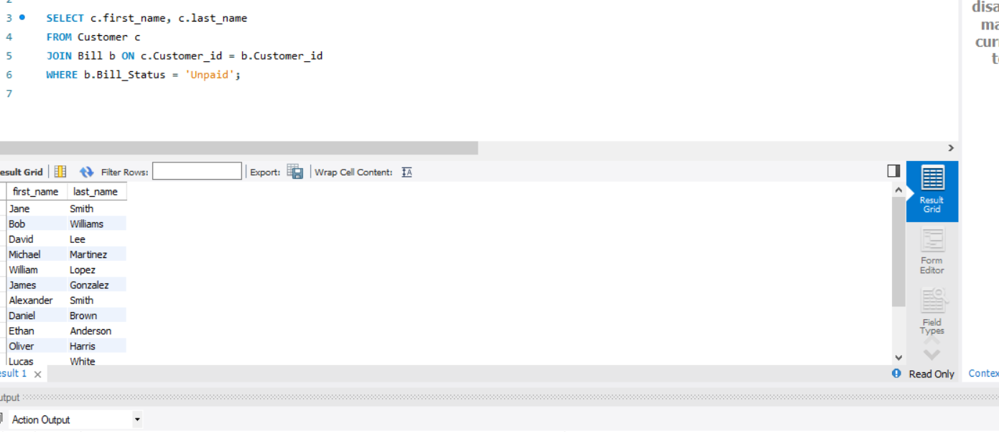 3 SELECT c.first_name, c.last_name
4 FROM Customer c
5 JOIN Bill b ON c.Customer_id = b.Customer_id
6 WHERE b.Bill_Status = 'Unpaid';
7
disa
ma
curr
to
esult Grid Filter Rows: Export: Wrap Cell Content: IA
first_name last_name
Jane Smith
Bob Williams
David Lee
Michael Martinez
William Lopez
James Gonzalez
Alexander Smith
Daniel Brown
Ethan Anderson
Oliver Harris
Lucas White
Result
Grid
Form
Editor
Field
Types
esult 1 Read Only Contex
utput
Action Output